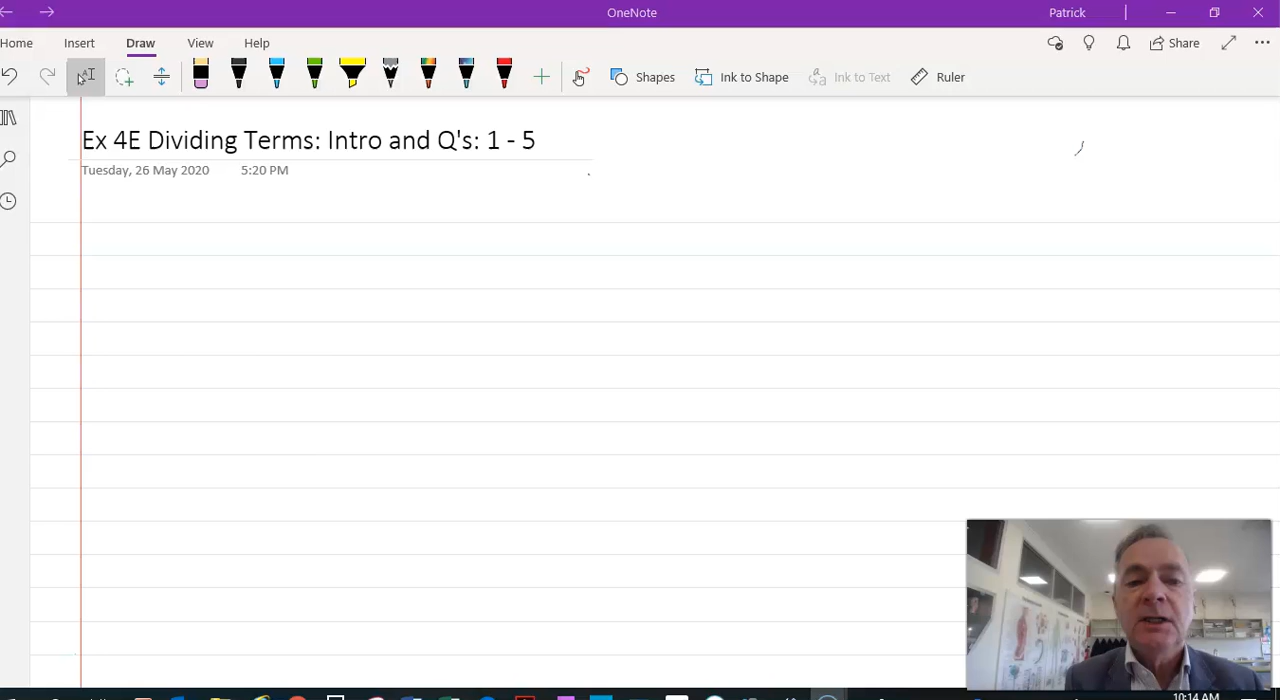 OneNote
Patrick
Home Insert Draw View Help
Share
Shapes Ink to Shape Ink to Text Ruler
Ex 4E Dividing Terms: Intro and Q's: 1 - 5
Tuesday, 26 May 2020 5:20 PM
10:14 AM